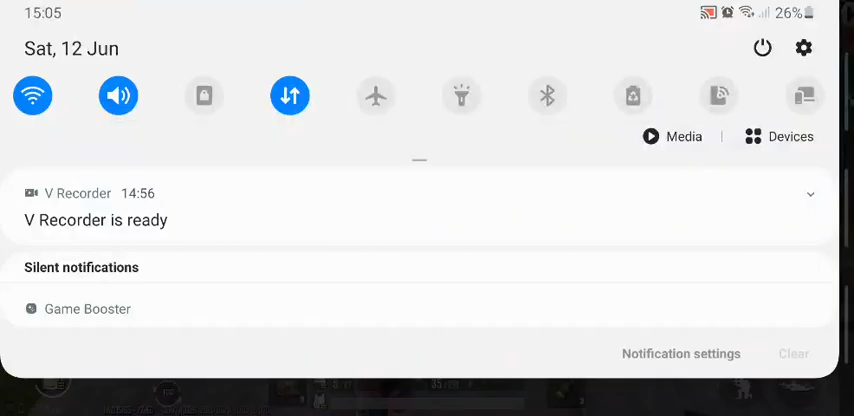 15:05
26%
Sat, 12 Jun
Media
Devices
V Recorder 14:56
V Recorder is ready
Silent notifications
Game Booster
Notification settings
Clear